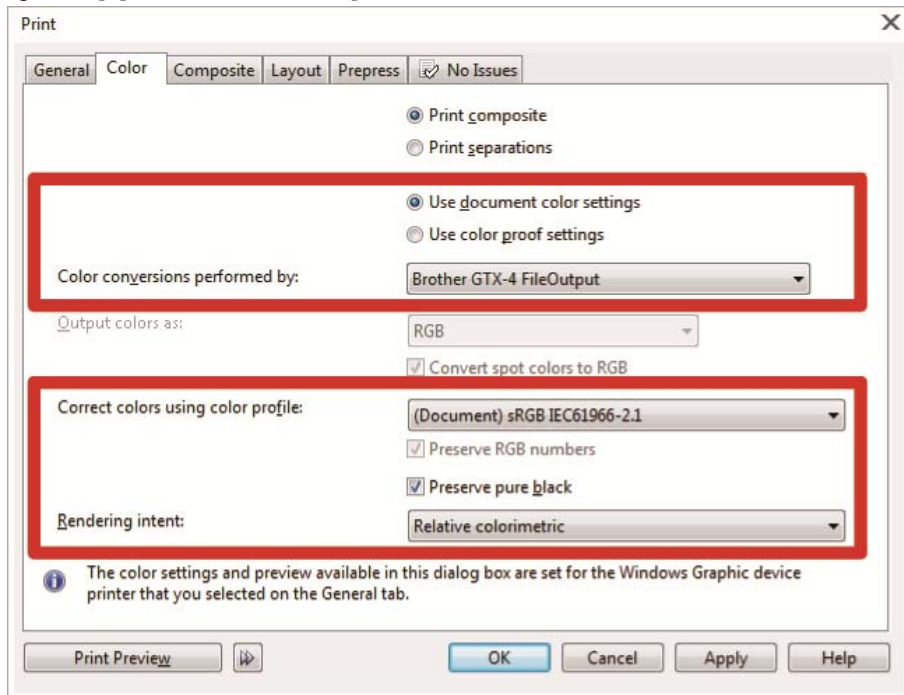 Print
General Color Composite Layout Prepress No Issues
Print composite
Print separations
Use document color settings
Use color proof settings
Color conversions performed by: Brother GTX-4 FileOutput
Output colors as: RGB
Convert spot colors to RGB
Correct colors using color profile: (Document) sRGB IEC61966-2.1
Preserve RGB numbers
Preserve pure black
Rendering intent: Relative colorimetric
The color settings and preview available in this dialog box are set for the Windows Graphic device
printer that you selected on the General tab.
Print Preview OK Cancel Apply Help